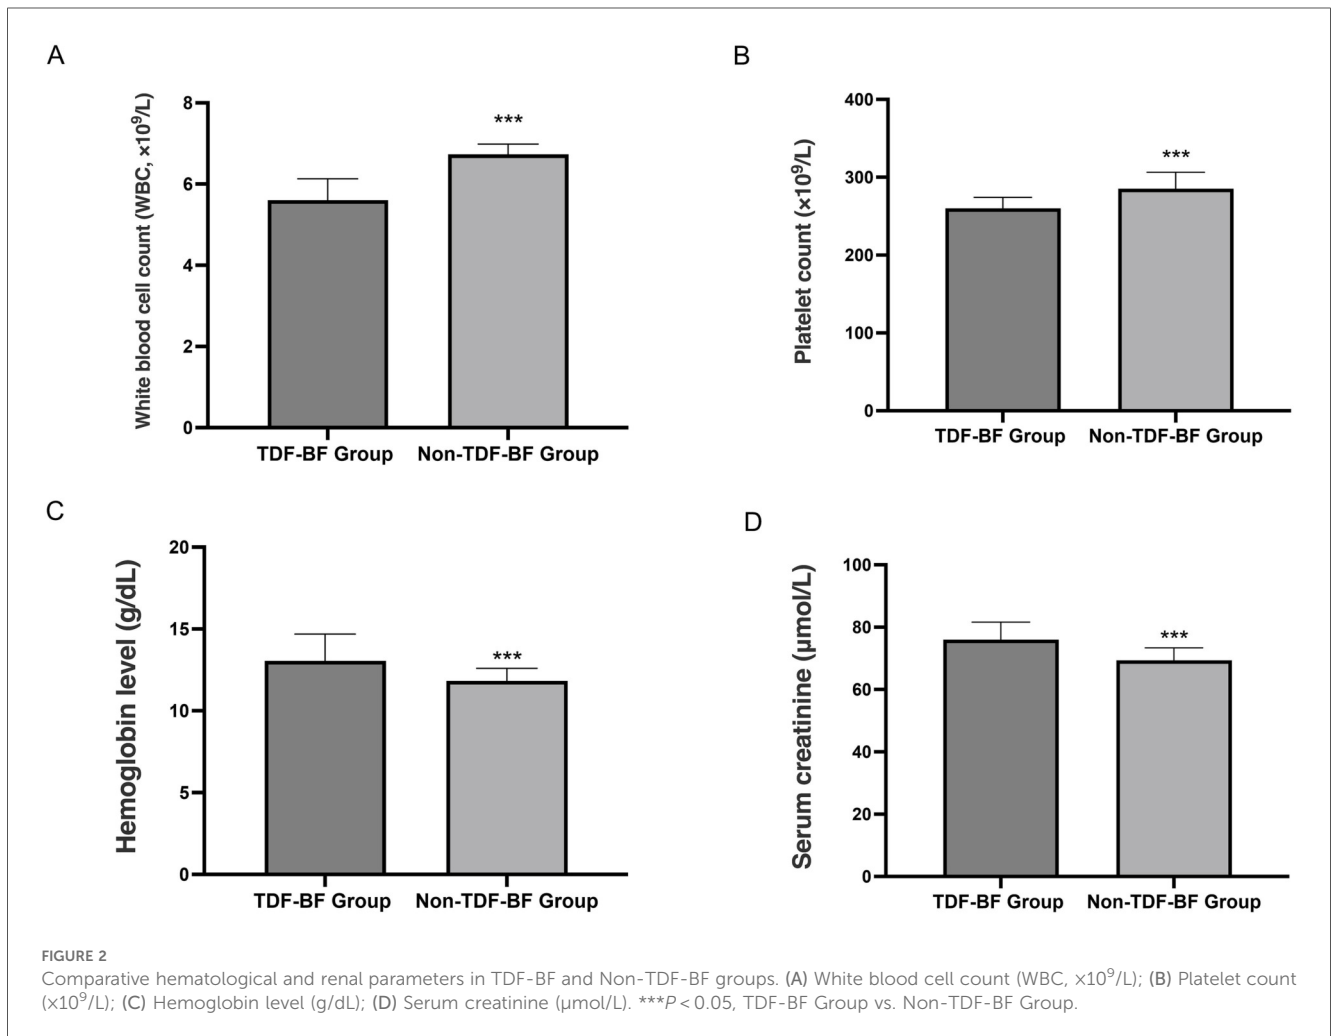 A
White blood cell count (WBC, ×10⁹/L)
8
6
4
2
0
***
TDF-BF Group
Non-TDF-BF Group
B
Platelet count (×10⁹/L)
400
300
200
100
0
***
TDF-BF Group
Non-TDF-BF Group
C
Hemoglobin level (g/dL)
20
15
10
5
0
***
TDF-BF Group
Non-TDF-BF Group
D
Serum creatinine (μmol/L)
100
80
60
40
20
0
***
TDF-BF Group
Non-TDF-BF Group
FIGURE 2
Comparative hematological and renal parameters in TDF-BF and Non-TDF-BF groups. (A) White blood cell count (WBC, ×10⁹/L); (B) Platelet count
(×10⁹/L); (C) Hemoglobin level (g/dL); (D) Serum creatinine (μmol/L). ***P < 0.05, TDF-BF Group vs. Non-TDF-BF Group.